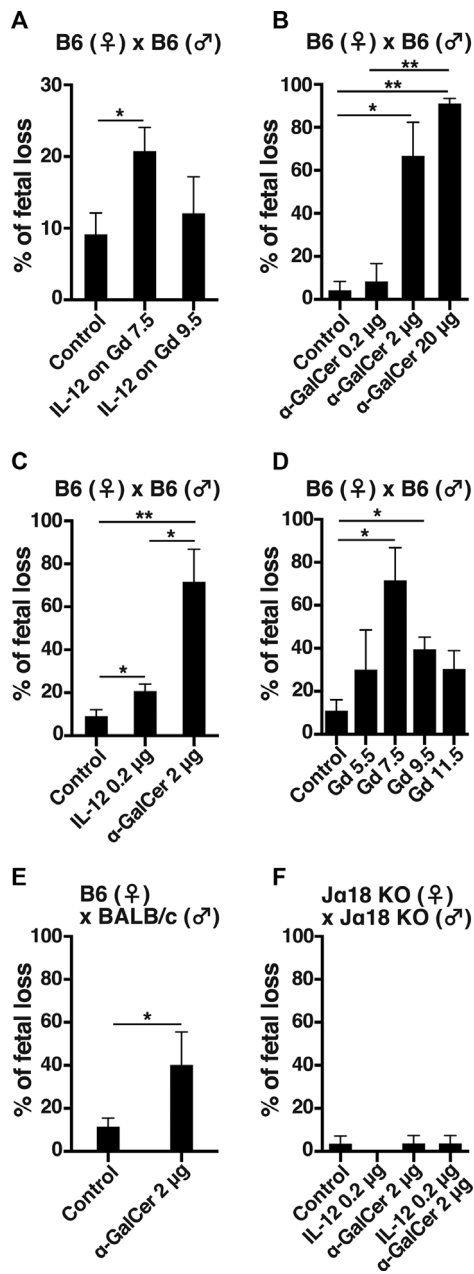 A
B6 (♀) x B6 (♂)
% of fetal loss
30
20
10
0
*
Control
IL-12 on Gd 7.5
IL-12 on Gd 9.5
B
B6 (♀) x B6 (♂)
% of fetal loss
100
80
60
40
20
0
**
**
*
Control
α-GalCer 0.2 µg
α-GalCer 2 µg
α-GalCer 20 µg
C
B6 (♀) x B6 (♂)
% of fetal loss
100
80
60
40
20
0
**
*
*
Control
IL-12 0.2 µg
α-GalCer 2 µg
D
B6 (♀) x B6 (♂)
% of fetal loss
100
80
60
40
20
0
*
*
Control
Gd 5.5
Gd 7.5
Gd 9.5
Gd 11.5
E
B6 (♀)
x BALB/c (♂)
% of fetal loss
100
80
60
40
20
0
*
Control
α-GalCer 2 µg
F
Jα18 KO (♀)
x Jα18 KO (♂)
% of fetal loss
100
80
60
40
20
0
Control
IL-12 0.2 µg
α-GalCer 2 µg
IL-12 0.2 µg
α-GalCer 2 µg